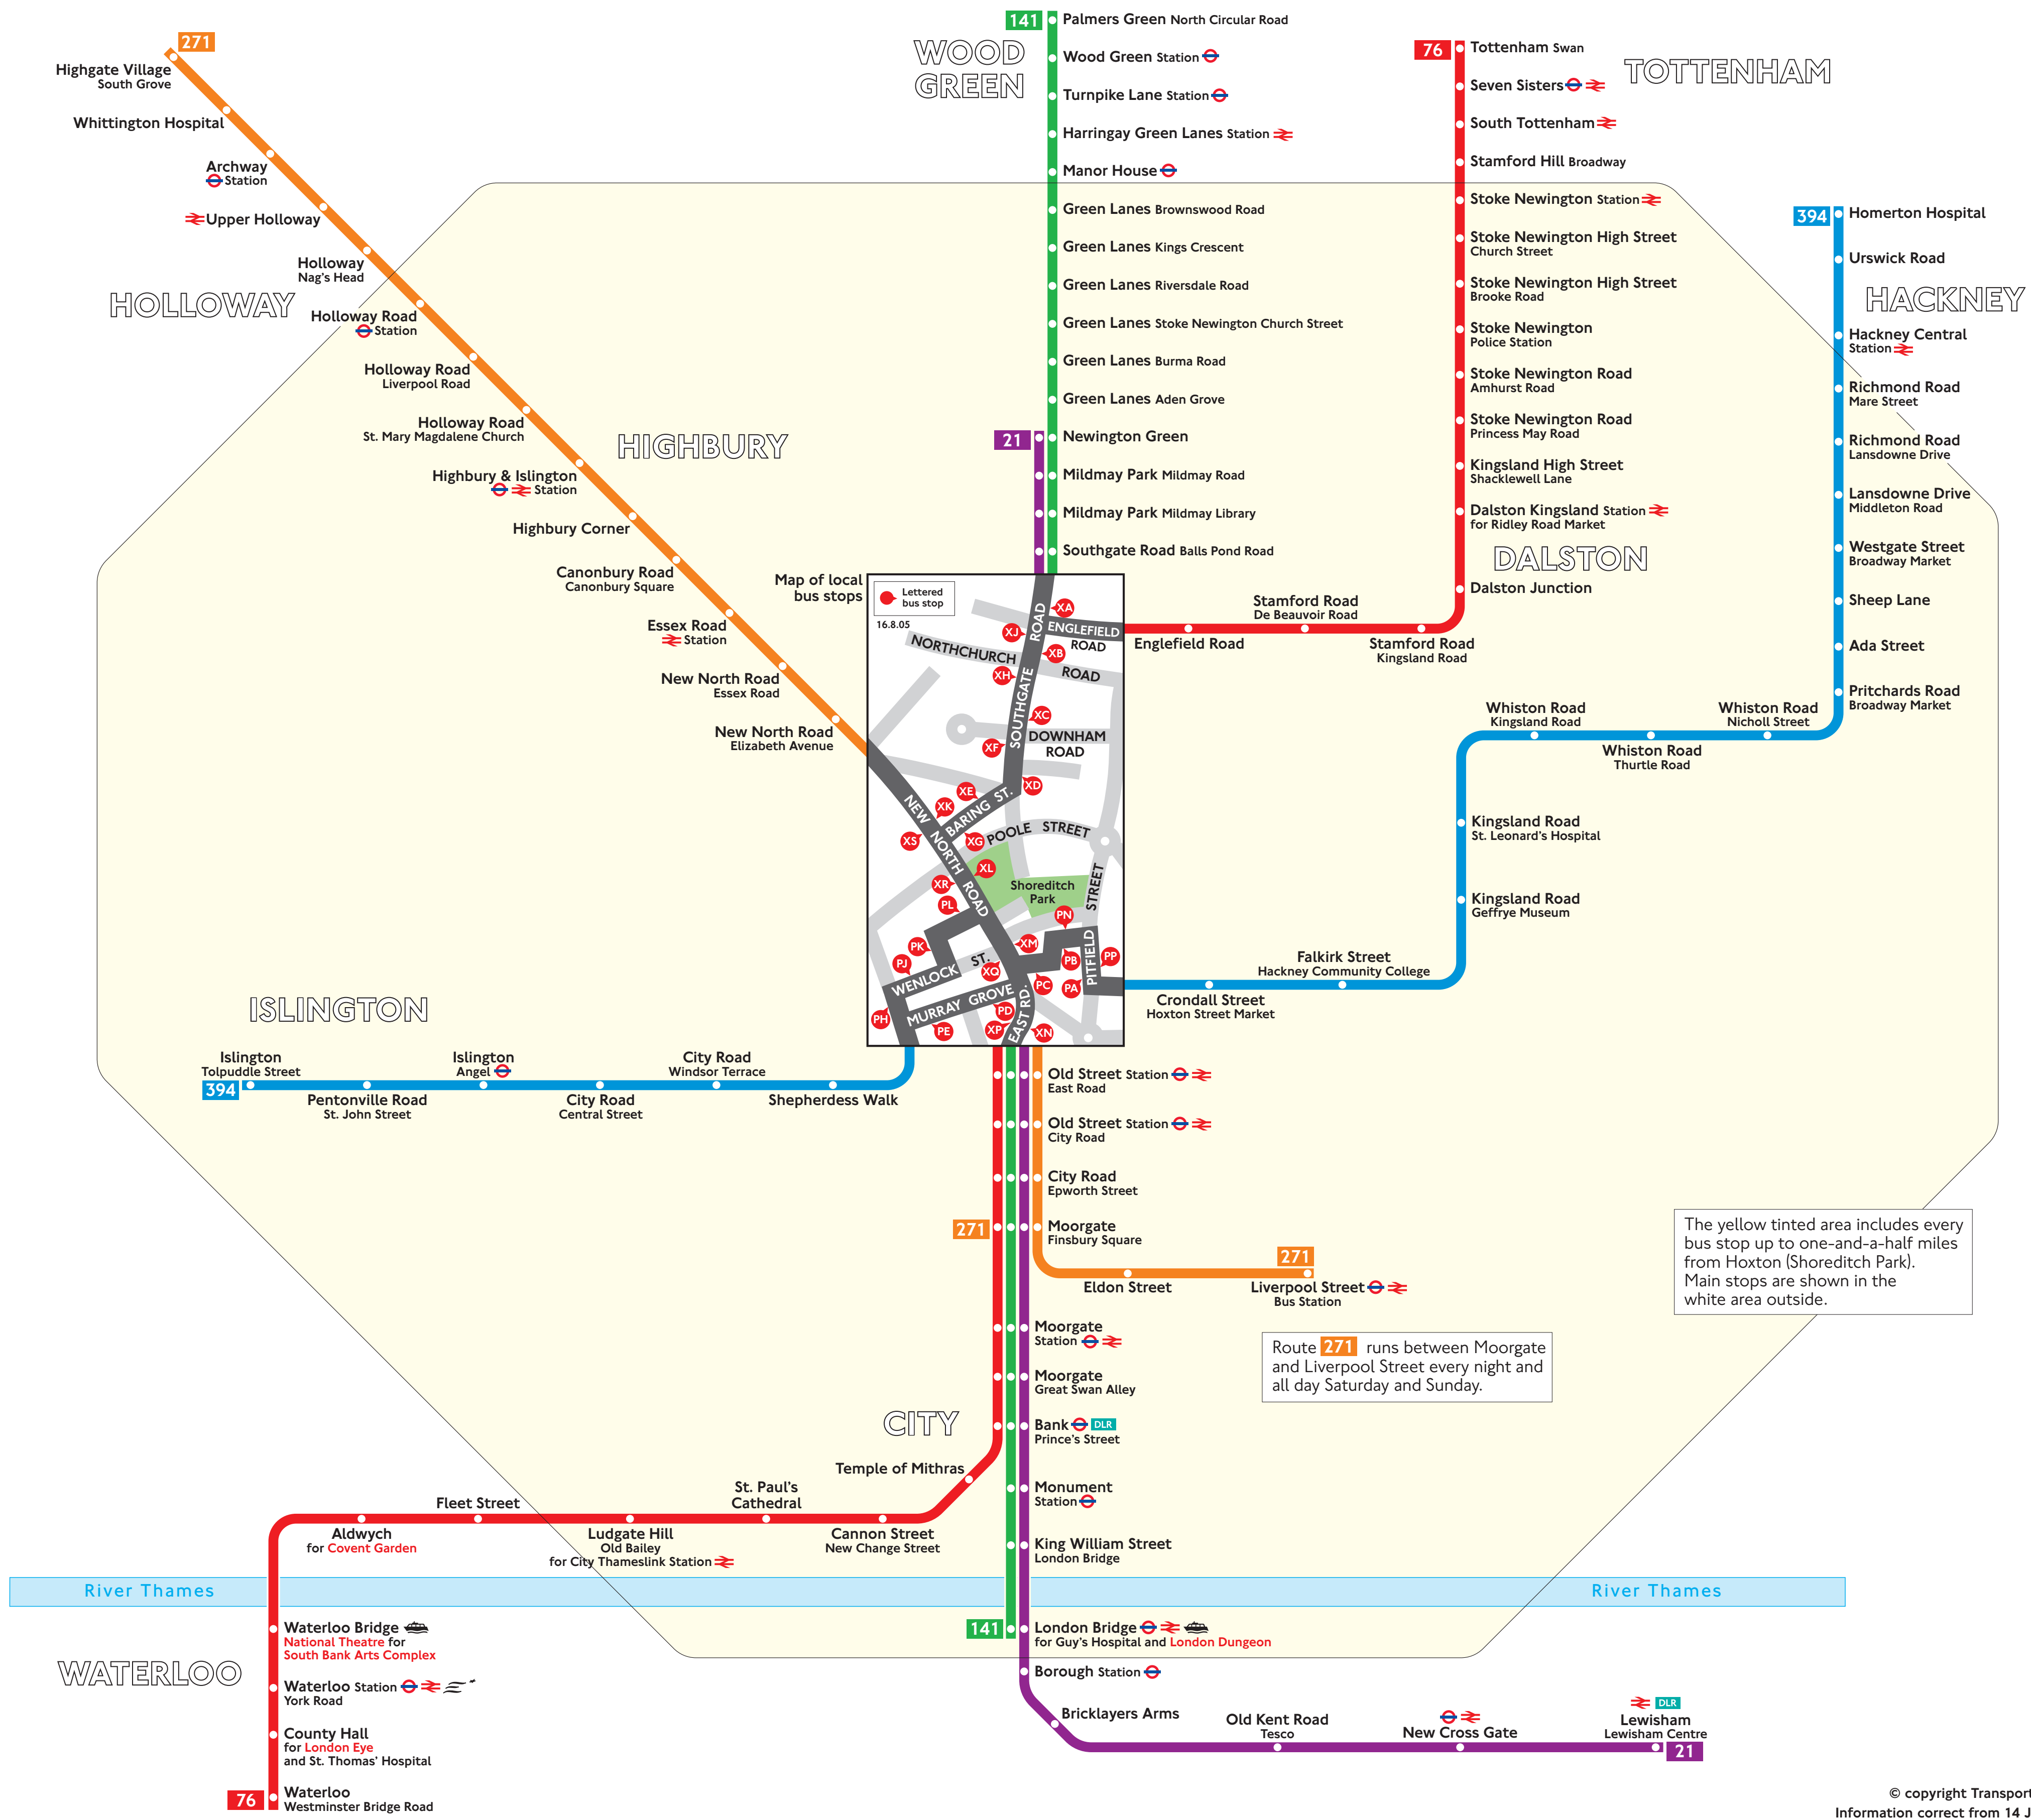 271
Highgate Village
South Grove
Whittington Hospital
Archway
Station
Upper Holloway
Holloway
Nag's Head
HOLLOWAY
Holloway Road
Station
Holloway Road
Liverpool Road
Holloway Road
St. Mary Magdalene Church
HIGHBURY
Highbury & Islington
Station
Highbury Corner
Canonbury Road
Canonbury Square
Essex Road
Station
New North Road
Essex Road
New North Road
Elizabeth Avenue
WOOD
GREEN
141
Palmers Green North Circular Road
Wood Green Station
Turnpike Lane Station
Harringay Green Lanes Station
Manor House
Green Lanes Brownswood Road
Green Lanes Kings Crescent
Green Lanes Riversdale Road
Green Lanes Stoke Newington Church Street
Green Lanes Burma Road
Green Lanes Aden Grove
21
Newington Green
Mildmay Park Mildmay Road
Mildmay Park Mildmay Library
Southgate Road Balls Pond Road
76
Tottenham Swan
TOTTENHAM
Seven Sisters
South Tottenham
Stamford Hill Broadway
Stoke Newington Station
Stoke Newington High Street
Church Street
Stoke Newington High Street
Brooke Road
Stoke Newington
Police Station
Stoke Newington Road
Amhurst Road
Stoke Newington Road
Princess May Road
Kingsland High Street
Shacklewell Lane
Dalston Kingsland Station
for Ridley Road Market
DALSTON
Dalston Junction
Stamford Road
De Beauvoir Road
Englefield Road
Stamford Road
Kingsland Road
394
Homerton Hospital
Urswick Road
HACKNEY
Hackney Central
Station
Richmond Road
Mare Street
Richmond Road
Lansdowne Drive
Lansdowne Drive
Middleton Road
Westgate Street
Broadway Market
Sheep Lane
Ada Street
Pritchards Road
Broadway Market
Whiston Road
Kingsland Road
Whiston Road
Nicholl Street
Whiston Road
Thurtle Road
Kingsland Road
St. Leonard's Hospital
Kingsland Road
Geffrye Museum
Falkirk Street
Hackney Community College
Crondall Street
Hoxton Street Market
Map of local
bus stops
Lettered
bus stop
16.8.05
XA
ENGLEFIELD
ROAD
XJ
SOUTHGATE ROAD
NORTHCHURCH
ROAD
XB
XH
XC
DOWNHAM
ROAD
XF
XD
XE
XK
BARING ST.
NEW NORTH ROAD
XS
XG
POOLE STREET
XL
XR
Shoreditch
Park
PL
PN
PITFIELD STREET
PK
XM
PJ
ST.
WENLOCK
XQ
PB
PP
PC
PA
MURRAY GROVE
PH
PD
PE
XP
EAST RD.
XN
ISLINGTON
Islington
Tolpuddle Street
394
Pentonville Road
St. John Street
Islington
Angel
City Road
Central Street
City Road
Windsor Terrace
Shepherdess Walk
Old Street Station
East Road
Old Street Station
City Road
City Road
Epworth Street
271
Moorgate
Finsbury Square
271
Eldon Street
Liverpool Street
Bus Station
Moorgate
Station
Moorgate
Great Swan Alley
CITY
Bank DLR
Prince's Street
Monument
Station
King William Street
London Bridge
Route 271 runs between Moorgate
and Liverpool Street every night and
all day Saturday and Sunday.
The yellow tinted area includes every
bus stop up to one-and-a-half miles
from Hoxton (Shoreditch Park).
Main stops are shown in the
white area outside.
Temple of Mithras
St. Paul's
Cathedral
Cannon Street
New Change Street
Ludgate Hill
Old Bailey
for City Thameslink Station
Fleet Street
Aldwych
for Covent Garden
River Thames
River Thames
Waterloo Bridge
National Theatre for
South Bank Arts Complex
WATERLOO
Waterloo Station
York Road
County Hall
for London Eye
and St. Thomas' Hospital
76
Waterloo
Westminster Bridge Road
141
London Bridge
for Guy's Hospital and London Dungeon
Borough Station
Bricklayers Arms
Old Kent Road
Tesco
New Cross Gate
DLR
Lewisham
Lewisham Centre
21
© copyright Transport
Information correct from 14 J